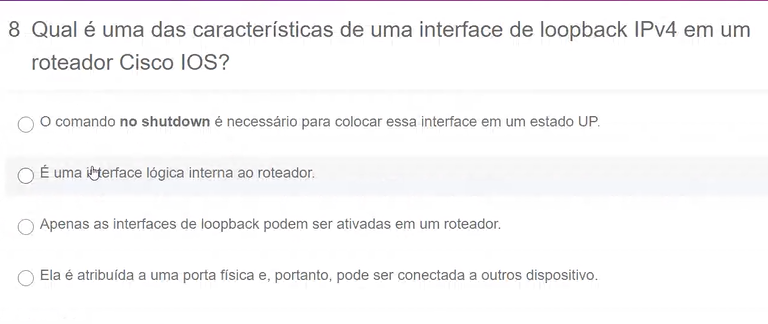 8 Qual é uma das características de uma interface de loopback IPv4 em um
roteador Cisco IOS?
O comando no shutdown é necessário para colocar essa interface em um estado UP.
É uma interface lógica interna ao roteador.
Apenas as interfaces de loopback podem ser ativadas em um roteador.
Ela é atribuída a uma porta física e, portanto, pode ser conectada a outros dispositivo.